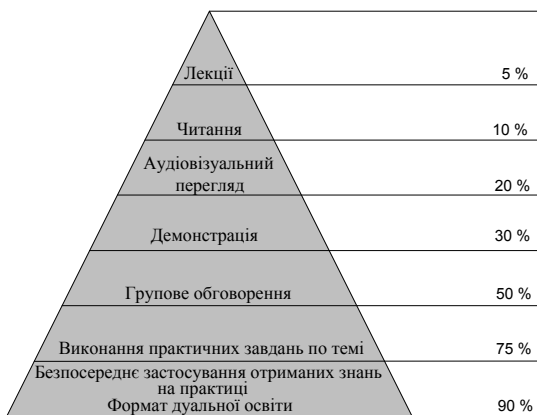 Лекції 5 %
Читання 10 %
Аудіовізуальний
перегляд 20 %
Демонстрація 30 %
Групове обговорення 50 %
Виконання практичних завдань по темі 75 %
Безпосереднє застосування отриманих знань
на практиці
Формат дуальної освіти 90 %